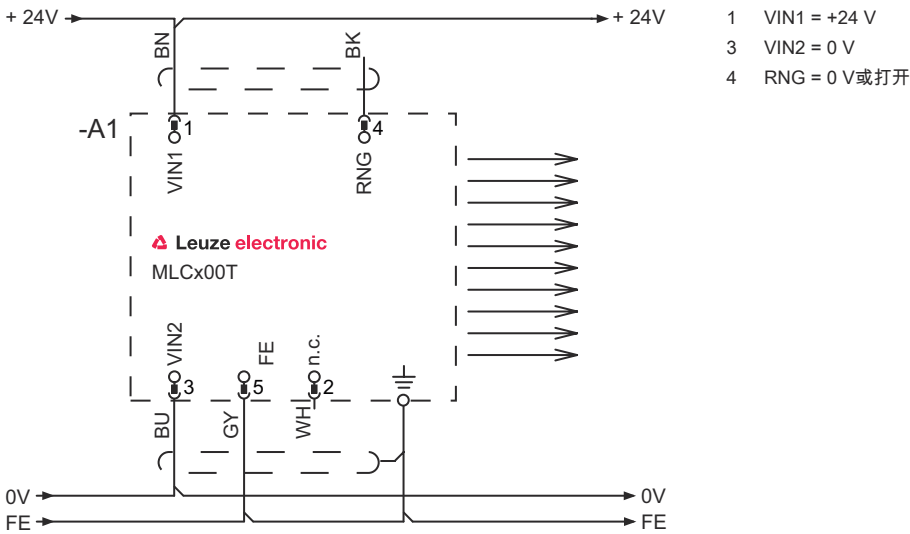 + 24V
+ 24V
1 VIN1 = +24 V
3 VIN2 = 0 V
4 RNG = 0 V或打开
BN
BK
-A1
1
4
VIN1
RNG
Leuze electronic
MLCx00T
VIN2
FE
n.c.
3
5
2
BU
GY
WH
0V
0V
FE
FE